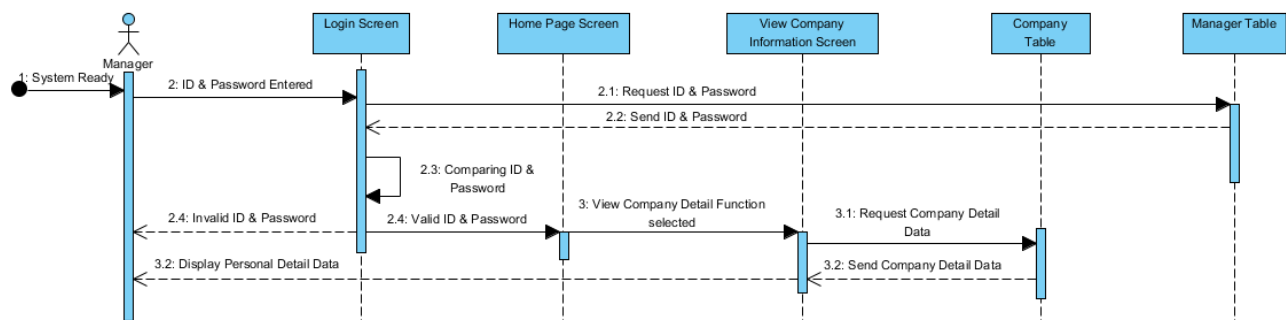 Login Screen
Home Page Screen
View Company
Information Screen
Company
Table
Manager Table
Manager
1: System Ready
2: ID & Password Entered
2.1: Request ID & Password
2.2: Send ID & Password
2.3: Comparing ID &
Password
2.4: Invalid ID & Password
2.4: Valid ID & Password
3: View Company Detail Function
selected
3.1: Request Company Detail
Data
3.2: Display Personal Detail Data
3.2: Send Company Detail Data